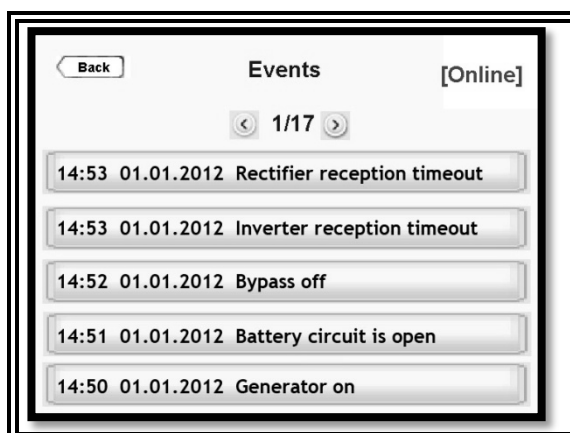 Back
Events
[Online]
1/17
14:53 01.01.2012 Rectifier reception timeout
14:53 01.01.2012 Inverter reception timeout
14:52 01.01.2012 Bypass off
14:51 01.01.2012 Battery circuit is open
14:50 01.01.2012 Generator on